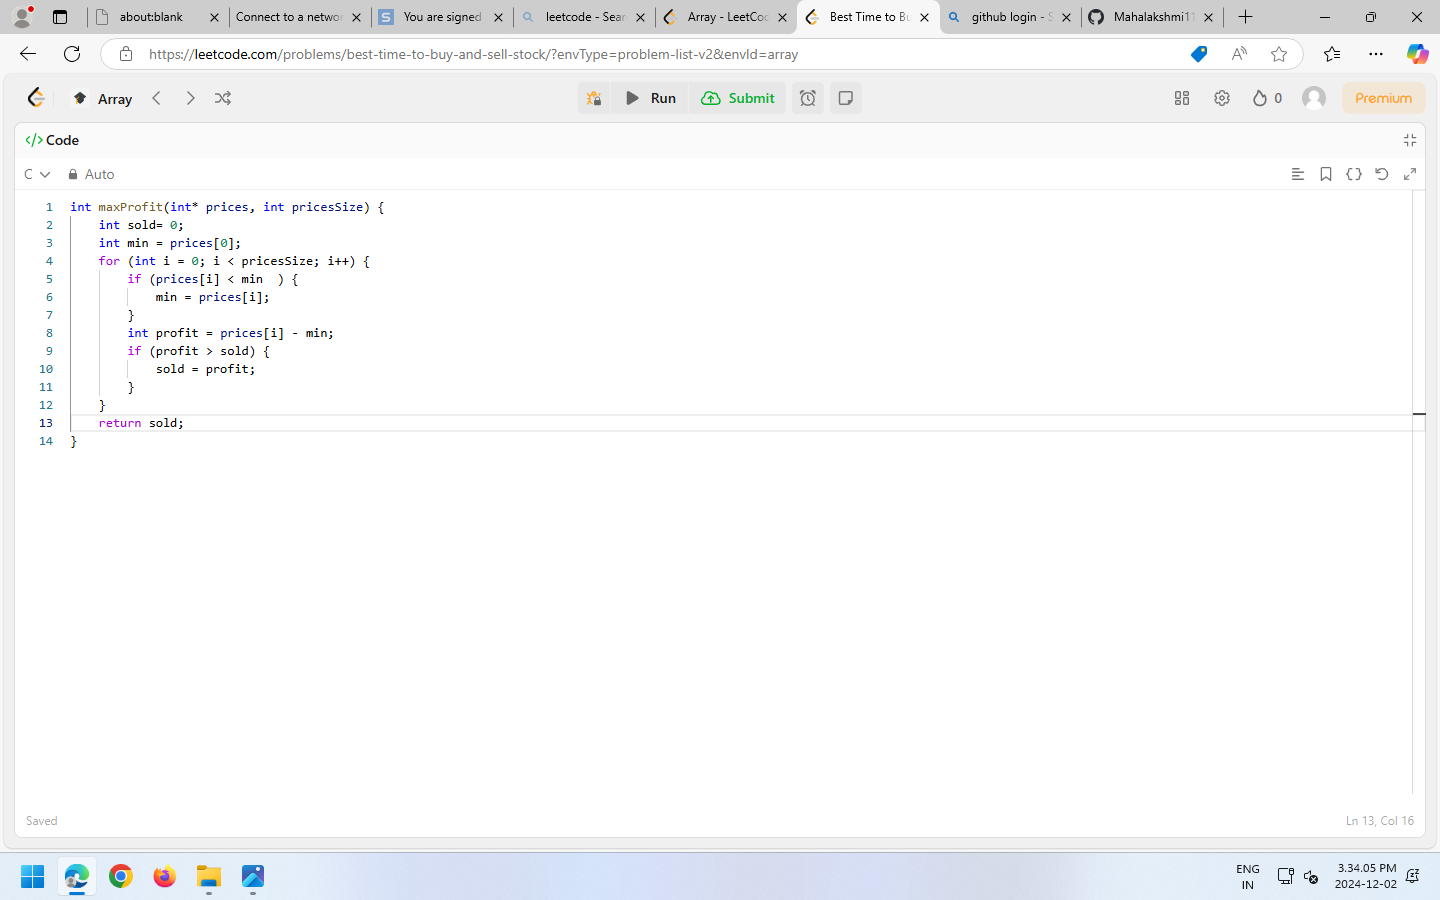 about:blank
Connect to a networ
You are signed
leetcode - Sear
Array - LeetCod
Best Time to Bu
github login - S
Mahalakshmi11
https://leetcode.com/problems/best-time-to-buy-and-sell-stock/?envType=problem-list-v2&envId=array
Array
Run
Submit
0
Premium
</> Code
C
Auto
1 int maxProfit(int* prices, int pricesSize) {
2     int sold= 0;
3     int min = prices[0];
4     for (int i = 0; i < pricesSize; i++) {
5         if (prices[i] < min  ) {
6             min = prices[i];
7         }
8         int profit = prices[i] - min;
9         if (profit > sold) {
10             sold = profit;
11         }
12     }
13     return sold;
14 }
Saved
Ln 13, Col 16
ENG
IN
3.34.05 PM
2024-12-02